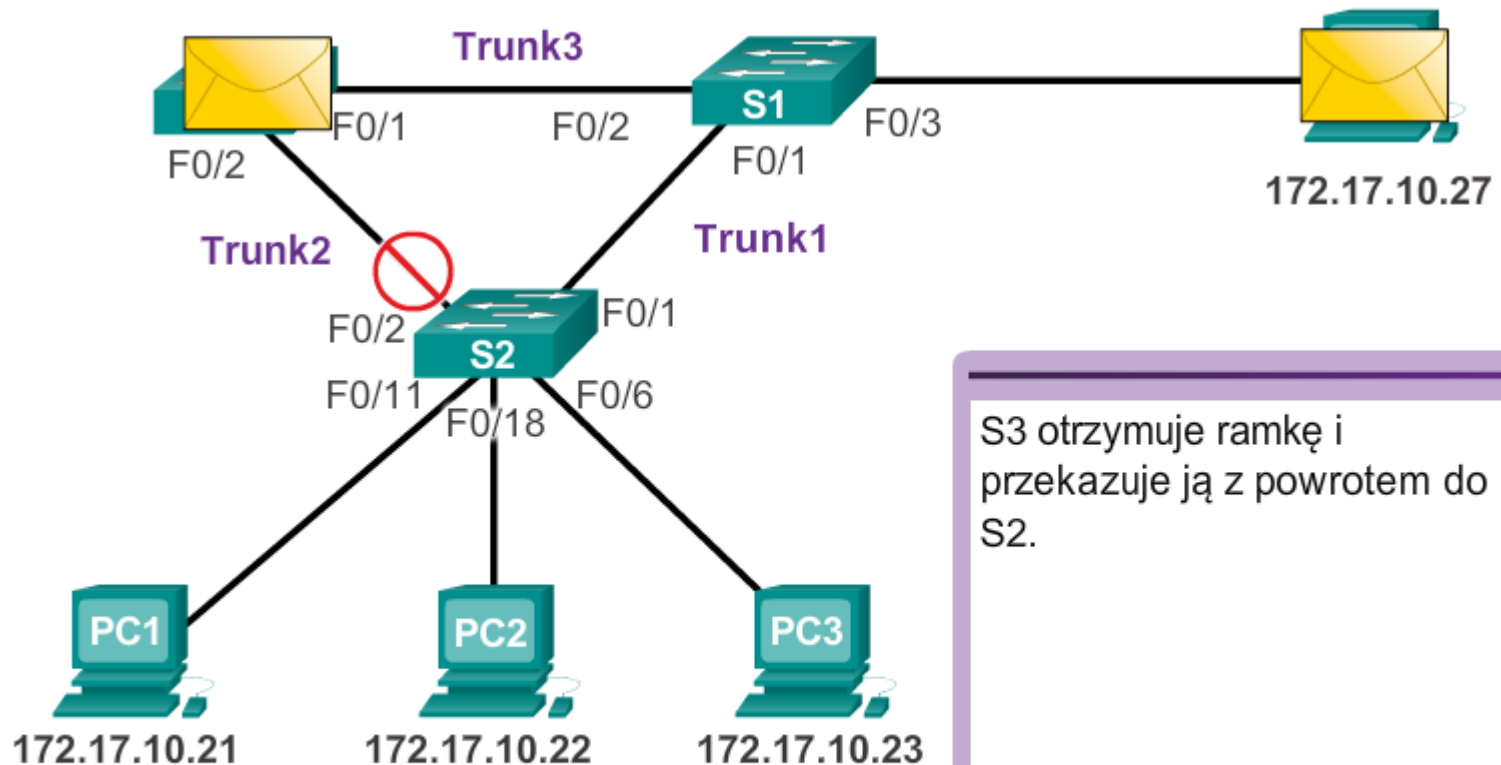 Trunk3
S1
F0/1
F0/2
F0/3
F0/2
F0/1
172.17.10.27
Trunk2
Trunk1
F0/2
F0/1
S2
F0/11
F0/18
F0/6
S3 otrzymuje ramkę i
przekazuje ją z powrotem do
S2.
PC1
PC2
PC3
172.17.10.21
172.17.10.22
172.17.10.23